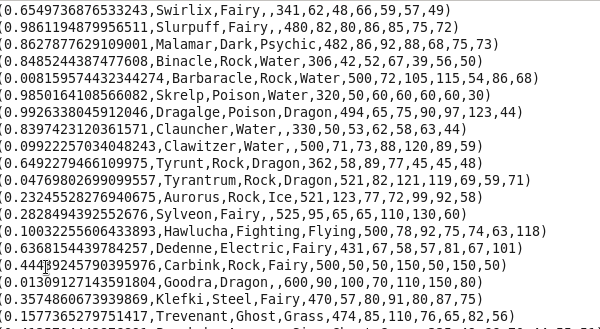 (0.6549736876533243,Swirlix,Fairy,,341,62,48,66,59,57,49)
(0.9861194879956511,Slurpuff,Fairy,,480,82,80,86,85,75,72)
(0.8627877629109001,Malamar,Dark,Psychic,482,86,92,88,68,75,73)
(0.8485244387477608,Binacle,Rock,Water,306,42,52,67,39,56,50)
(0.008159574432344274,Barbaracle,Rock,Water,500,72,105,115,54,86,68)
(0.9850164108566082,Skrelp,Poison,Water,320,50,60,60,60,60,30)
(0.9926338045912046,Dragalge,Poison,Dragon,494,65,75,90,97,123,44)
(0.8397423120361571,Clauncher,Water,,330,50,53,62,58,63,44)
(0.09922257034048243,Clawitzer,Water,,500,71,73,88,120,89,59)
(0.6492279466109975,Tyrunt,Rock,Dragon,362,58,89,77,45,45,48)
(0.04769802699099557,Tyrantrum,Rock,Dragon,521,82,121,119,69,59,71)
(0.23245528276940675,Aurorus,Rock,Ice,521,123,77,72,99,92,58)
(0.2828494392552676,Sylveon,Fairy,,525,95,65,65,110,130,60)
(0.10032255606433893,Hawlucha,Fighting,Flying,500,78,92,75,74,63,118)
(0.6368154439784257,Dedenne,Electric,Fairy,431,67,58,57,81,67,101)
Carbink,Rock,Fairy,500,50,50,150,50,150,50)
(0.01309127143591804,Goodra,Dragon,,600,90,100,70,110,150,80)
(0.3574860673939869,Klefki,Steel,Fairy,470,57,80,91,80,87,75)
(0.1577365279751417,Trevenant,Ghost,Grass,474,85,110,76,65,82,56)